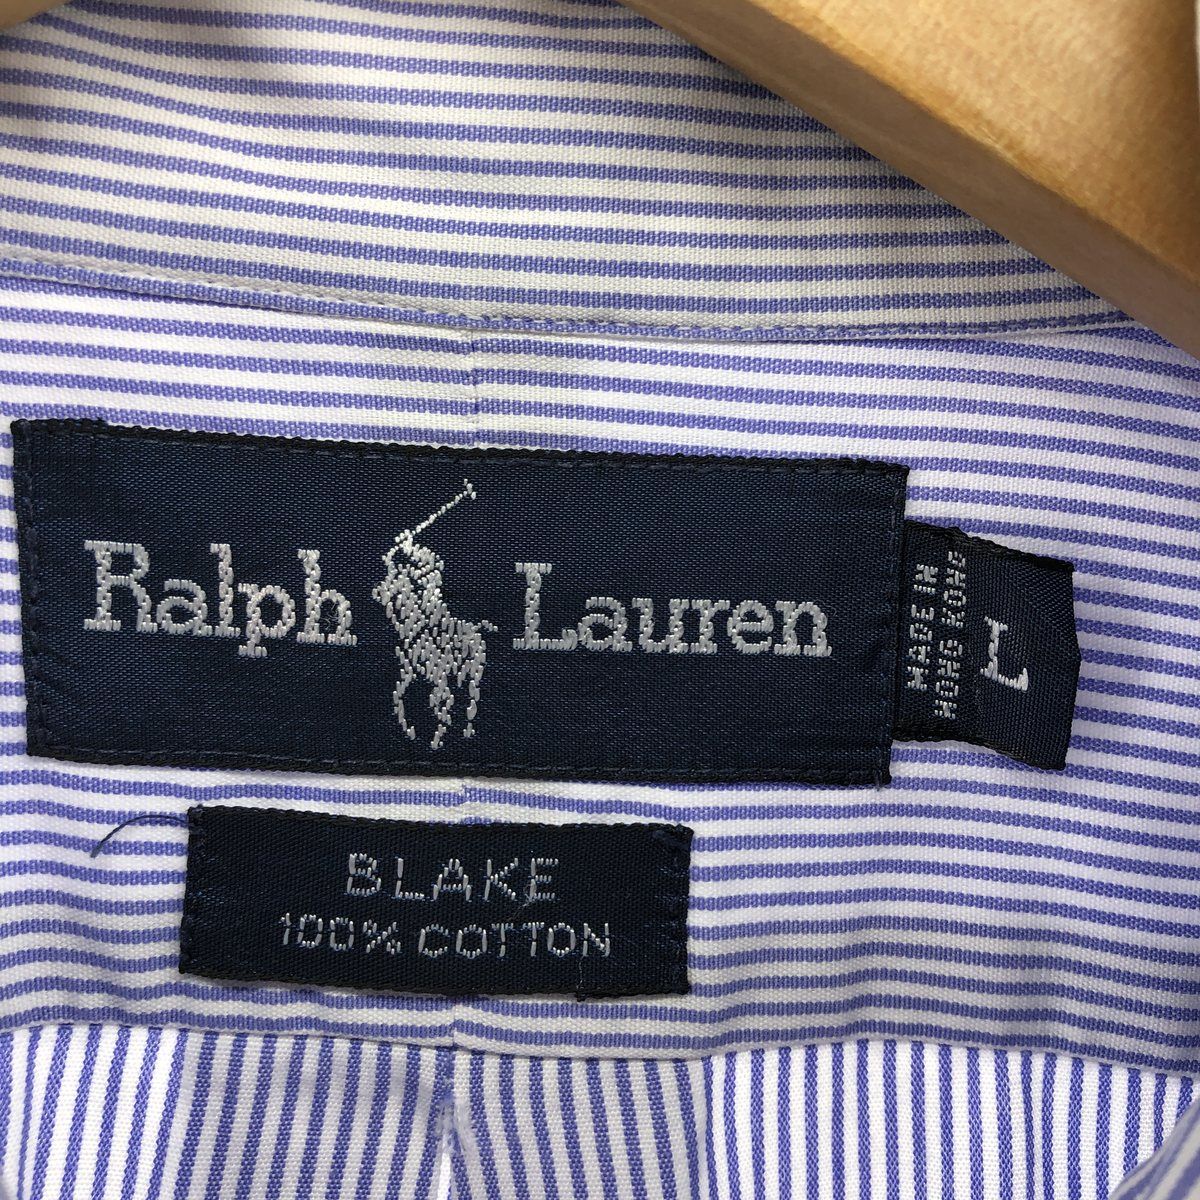 Ralph Lauren
MADE IN
HONG KONG
L
BLAKE
100% COTTON